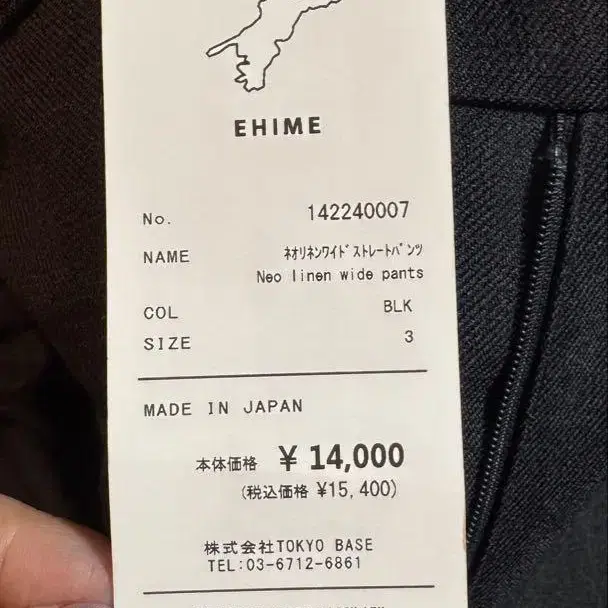 EHIME
No. 142240007
NAME ﾈｵﾘﾈﾝﾜｲﾄﾞｽﾄﾚｰﾄﾊﾟﾝﾂ
Neo linen wide pants
COL BLK
SIZE 3
MADE IN JAPAN
本体価格 ¥ 14,000
(税込価格 ¥15,400)
株式会社TOKYO BASE
TEL:03-6712-6861